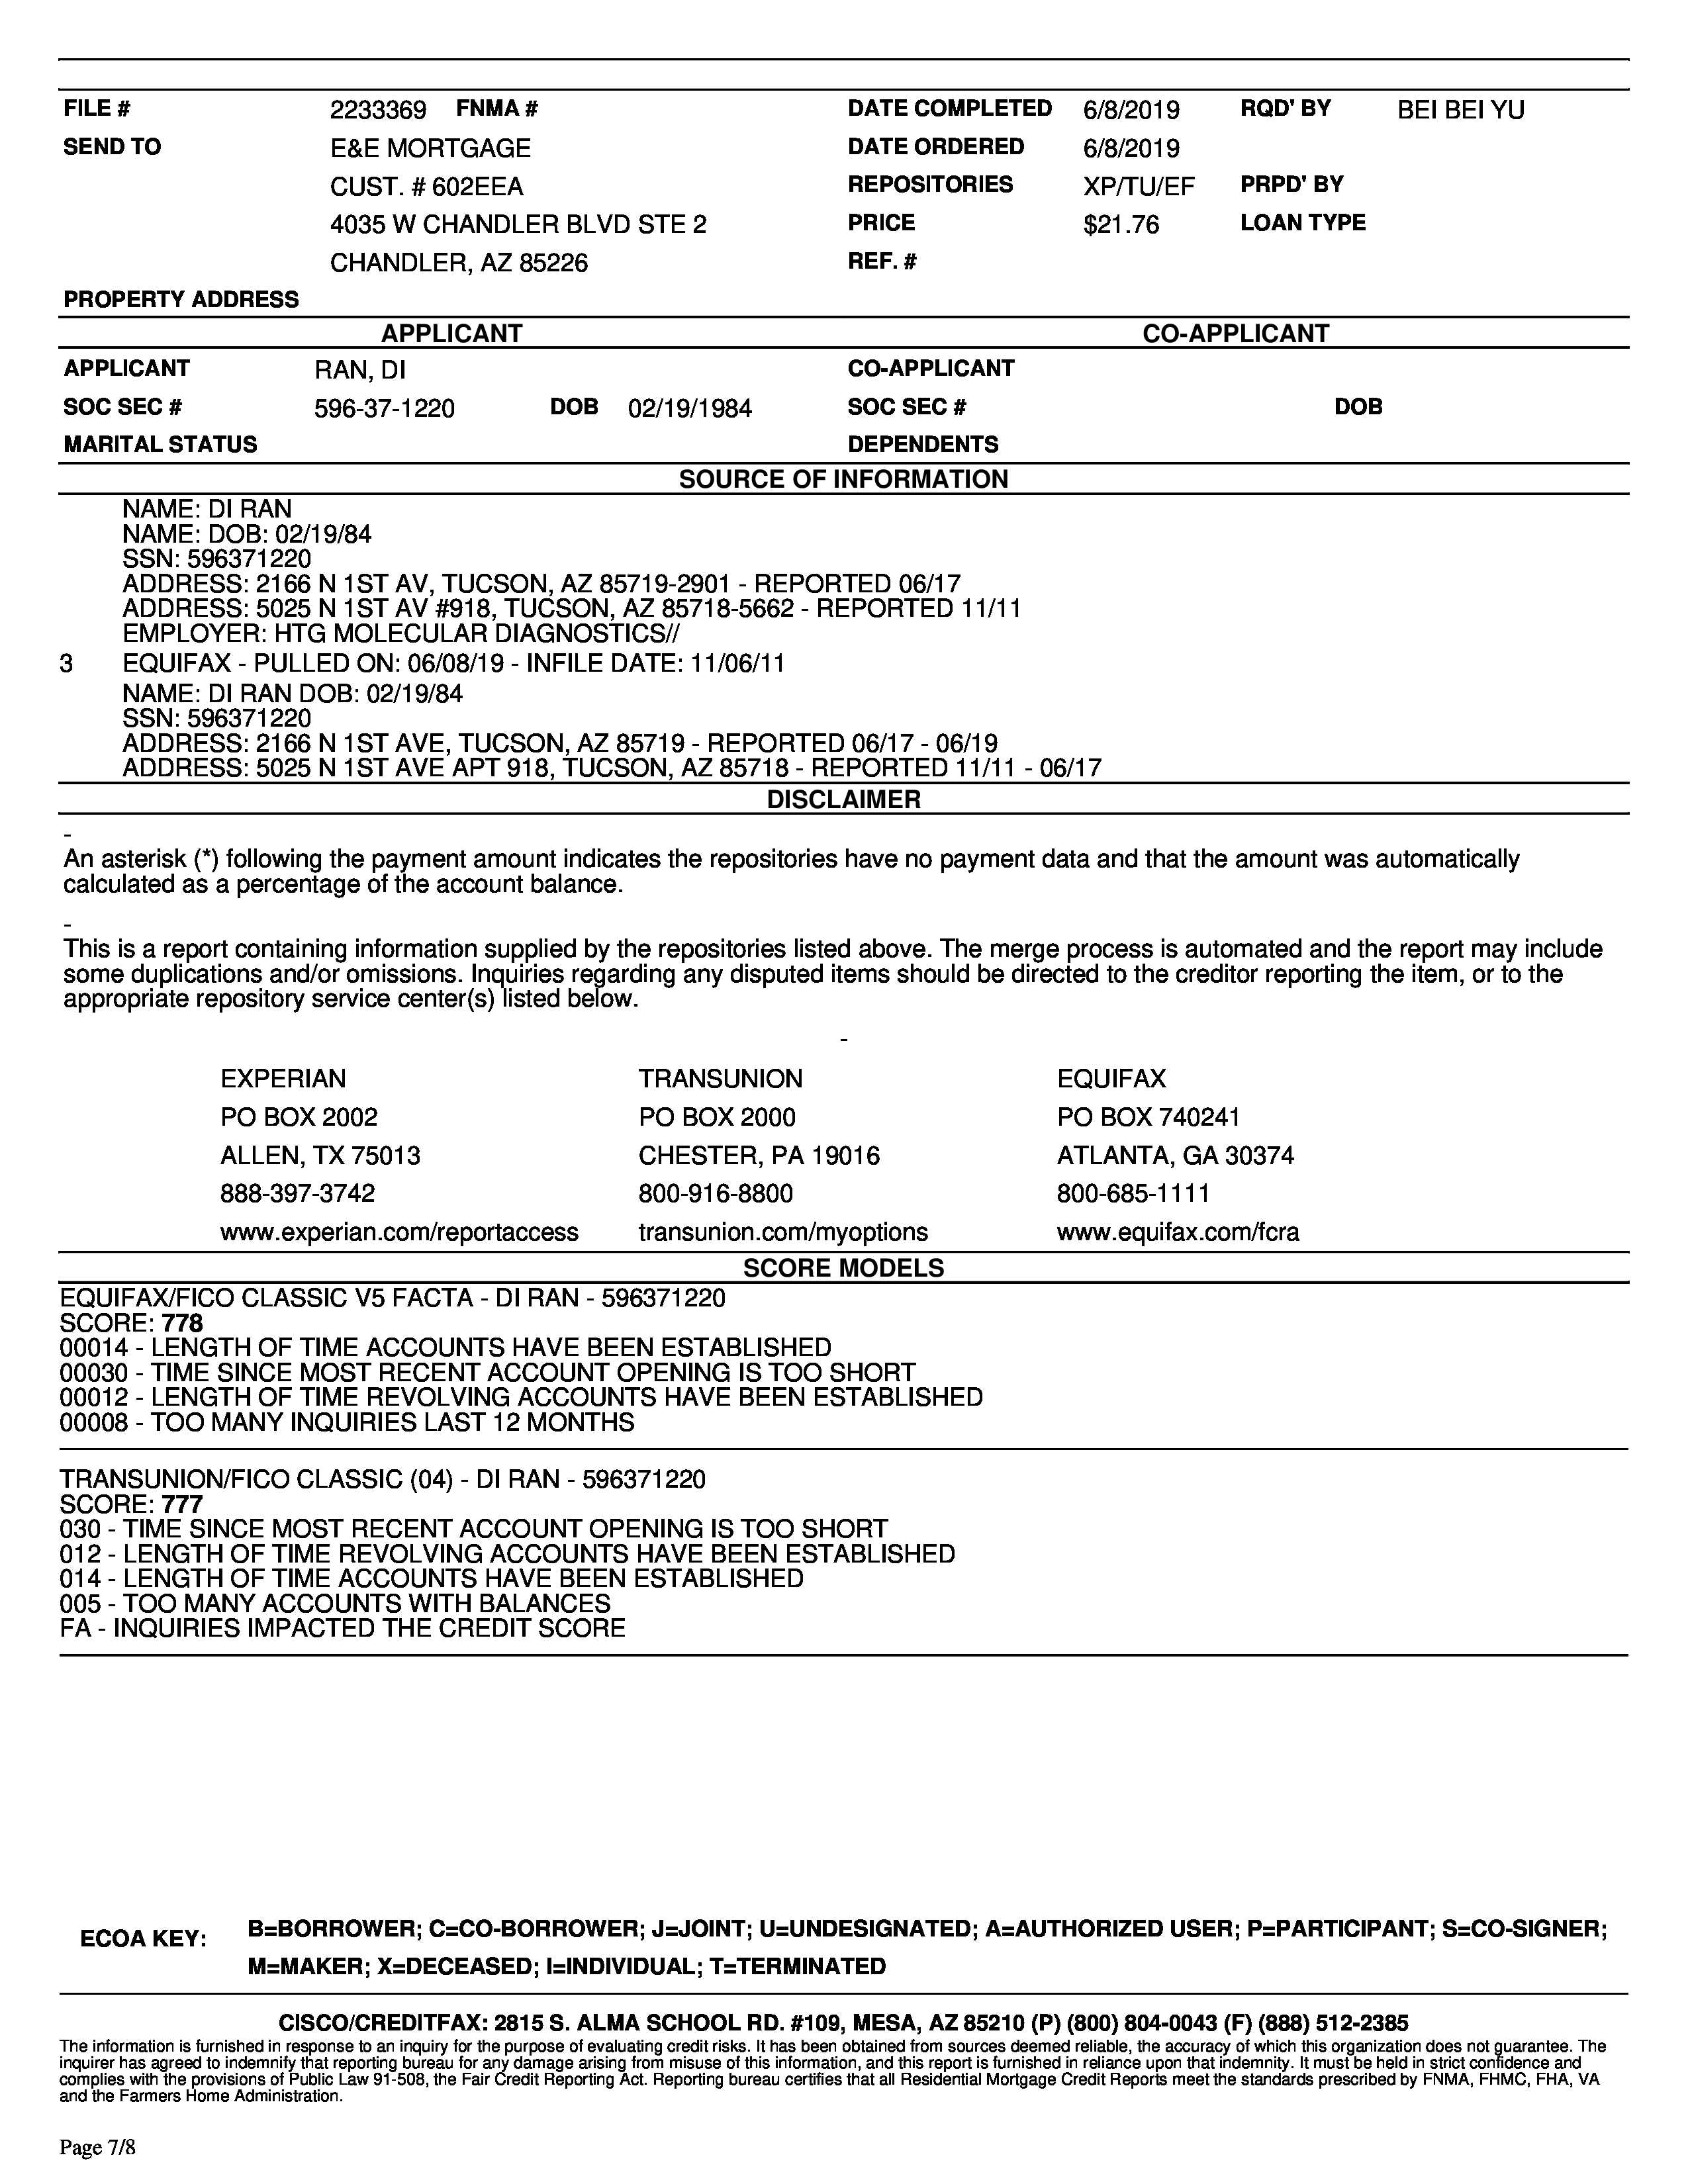 FILE # 2233369 FNMA # DATE COMPLETED 6/8/2019 RQD' BY BEI BEI YU
SEND TO E&E MORTGAGE DATE ORDERED 6/8/2019
CUST. # 602EEA REPOSITORIES XP/TU/EF PRPD' BY
4035 W CHANDLER BLVD STE 2 PRICE $21.76 LOAN TYPE
CHANDLER, AZ 85226 REF. #
PROPERTY ADDRESS
APPLICANT CO-APPLICANT
APPLICANT RAN, DI CO-APPLICANT
SOC SEC # 596-37-1220 DOB 02/19/1984 SOC SEC # DOB
MARITAL STATUS DEPENDENTS
SOURCE OF INFORMATION
NAME: DI RAN
NAME: DOB: 02/19/84
SSN: 596371220
ADDRESS: 2166 N 1ST AV, TUCSON, AZ 85719-2901 - REPORTED 06/17
ADDRESS: 5025 N 1ST AV #918, TUCSON, AZ 85718-5662 - REPORTED 11/11
EMPLOYER: HTG MOLECULAR DIAGNOSTICS//
3 EQUIFAX - PULLED ON: 06/08/19 - INFILE DATE: 11/06/11
NAME: DI RAN DOB: 02/19/84
SSN: 596371220
ADDRESS: 2166 N 1ST AVE, TUCSON, AZ 85719 - REPORTED 06/17 - 06/19
ADDRESS: 5025 N 1ST AVE APT 918, TUCSON, AZ 85718 - REPORTED 11/11 - 06/17
DISCLAIMER
-
An asterisk (*) following the payment amount indicates the repositories have no payment data and that the amount was automatically
calculated as a percentage of the account balance.
-
This is a report containing information supplied by the repositories listed above. The merge process is automated and the report may include
some duplications and/or omissions. Inquiries regarding any disputed items should be directed to the creditor reporting the item, or to the
appropriate repository service center(s) listed below.
-
EXPERIAN TRANSUNION EQUIFAX
PO BOX 2002 PO BOX 2000 PO BOX 740241
ALLEN, TX 75013 CHESTER, PA 19016 ATLANTA, GA 30374
888-397-3742 800-916-8800 800-685-1111
www.experian.com/reportaccess transunion.com/myoptions www.equifax.com/fcra
SCORE MODELS
EQUIFAX/FICO CLASSIC V5 FACTA - DI RAN - 596371220
SCORE: 778
00014 - LENGTH OF TIME ACCOUNTS HAVE BEEN ESTABLISHED
00030 - TIME SINCE MOST RECENT ACCOUNT OPENING IS TOO SHORT
00012 - LENGTH OF TIME REVOLVING ACCOUNTS HAVE BEEN ESTABLISHED
00008 - TOO MANY INQUIRIES LAST 12 MONTHS
TRANSUNION/FICO CLASSIC (04) - DI RAN - 596371220
SCORE: 777
030 - TIME SINCE MOST RECENT ACCOUNT OPENING IS TOO SHORT
012 - LENGTH OF TIME REVOLVING ACCOUNTS HAVE BEEN ESTABLISHED
014 - LENGTH OF TIME ACCOUNTS HAVE BEEN ESTABLISHED
005 - TOO MANY ACCOUNTS WITH BALANCES
FA - INQUIRIES IMPACTED THE CREDIT SCORE
ECOA KEY: B=BORROWER; C=CO-BORROWER; J=JOINT; U=UNDESIGNATED; A=AUTHORIZED USER; P=PARTICIPANT; S=CO-SIGNER;
M=MAKER; X=DECEASED; I=INDIVIDUAL; T=TERMINATED
CISCO/CREDITFAX: 2815 S. ALMA SCHOOL RD. #109, MESA, AZ 85210 (P) (800) 804-0043 (F) (888) 512-2385
The information is furnished in response to an inquiry for the purpose of evaluating credit risks. It has been obtained from sources deemed reliable, the accuracy of which this organization does not guarantee. The
inquirer has agreed to indemnify that reporting bureau for any damage arising from misuse of this information, and this report is furnished in reliance upon that indemnity. It must be held in strict confidence and
complies with the provisions of Public Law 91-508, the Fair Credit Reporting Act. Reporting bureau certifies that all Residential Mortgage Credit Reports meet the standards prescribed by FNMA, FHMC, FHA, VA
and the Farmers Home Administration.
Page 7/8